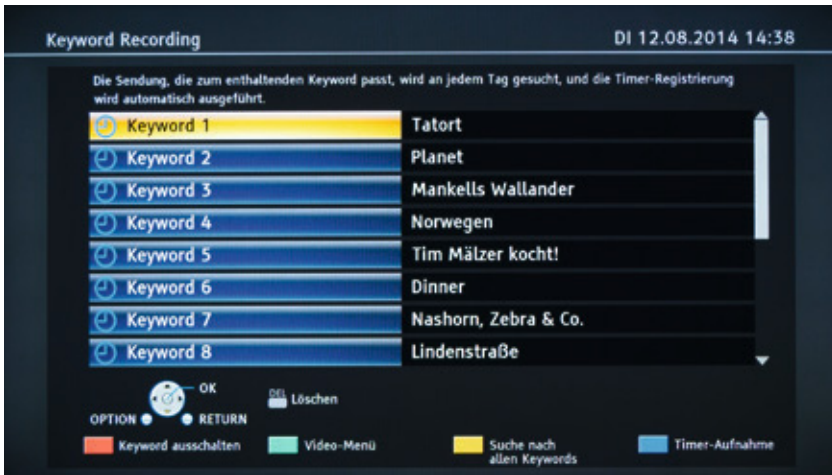 Keyword Recording DI 12.08.2014 14:38
Die Sendung, die zum enthaltenden Keyword passt, wird an jedem Tag gesucht, und die Timer-Registrierung
wird automatisch ausgeführt.
Keyword 1 Tatort
Keyword 2 Planet
Keyword 3 Mankells Wallander
Keyword 4 Norwegen
Keyword 5 Tim Mälzer kocht!
Keyword 6 Dinner
Keyword 7 Nashorn, Zebra & Co.
Keyword 8 Lindenstraße
OK
DEL Löschen
OPTION RETURN
Keyword ausschalten Video-Menü Suche nach Timer-Aufnahme
allen Keywords